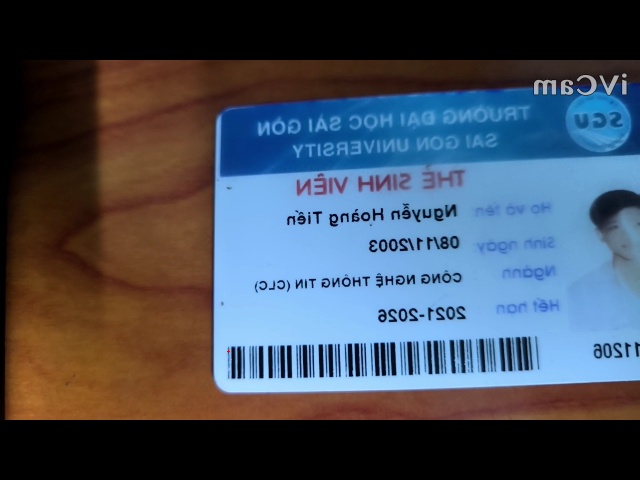 iVCam
SGU
TRƯỜNG ĐẠI HỌC SÀI GÒN
SAI GON UNIVERSITY
THẺ SINH VIÊN
Họ và tên Nguyễn Hoàng Tiến
Sinh ngày 08/11/2003
Ngành CÔNG NGHỆ THÔNG TIN (CLC)
Hết hạn 2021-2026